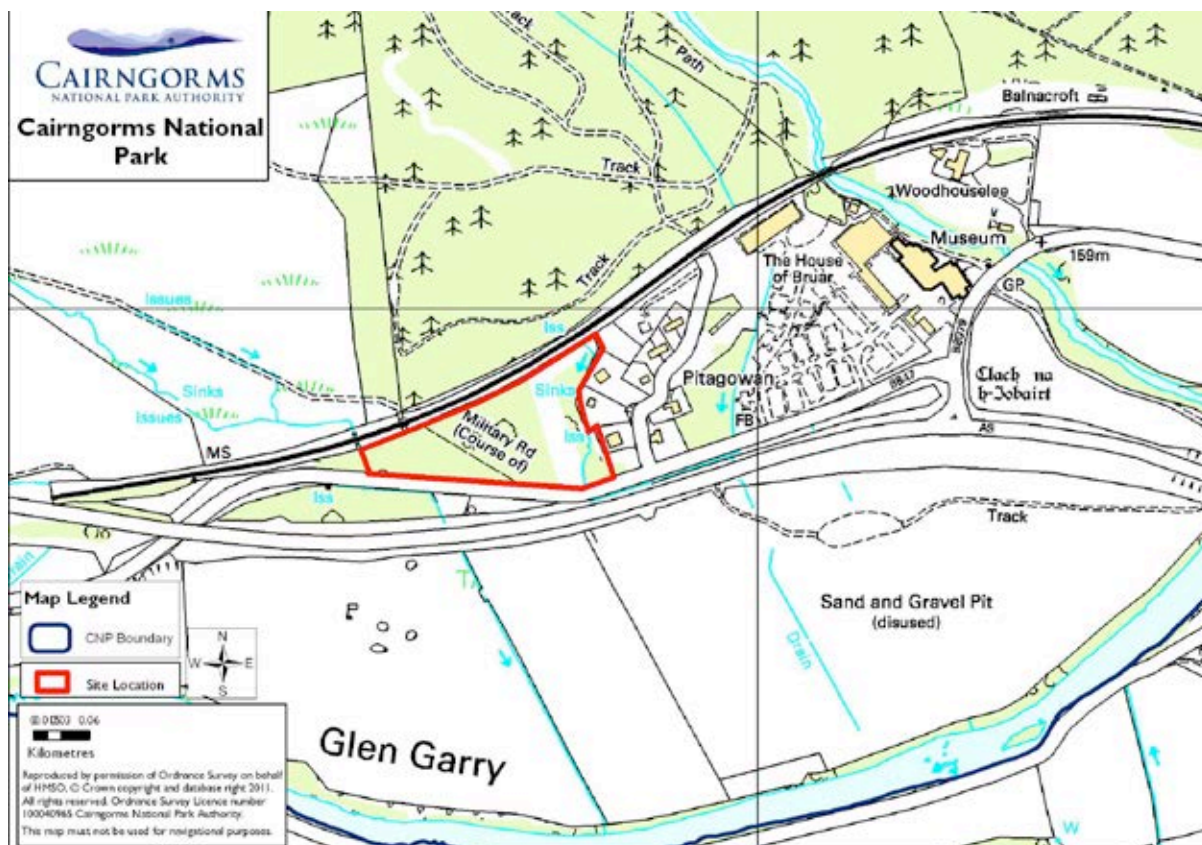 CAIRNGORMS
NATIONAL PARK AUTHORITY
Cairngorms National
Park
Track
Path
Balnacroft
Track
Woodhouselee
Museum
159m
The House
of Bruar
GP
Track
Issues
Iss
Sinks
Issues
Sinks
Pitagowan
Clach na
h-Iobairt
Military Rd
(Course of)
Iss
FB
A9
MS
Iss
Track
Drain
Map Legend
CNP Boundary
Site Location
N
W E
S
Sand and Gravel Pit
(disused)
Drain
0.06
Kilometres
Glen Garry
Reproduced by permission of Ordnance Survey on behalf
of HMSO. © Crown copyright and database right 2011.
All rights reserved. Ordnance Survey Licence number
100040965 Cairngorms National Park Authority.
This map must not be used for navigational purposes.
W